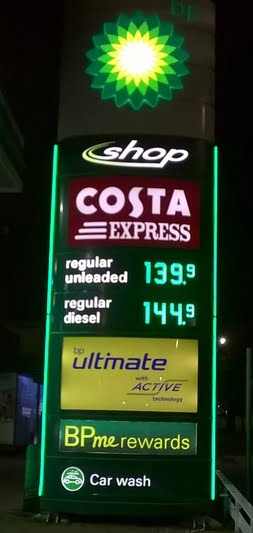 bp
shop
COSTA
EXPRESS
regular
unleaded 139.9
regular
diesel 144.9
bp
ultimate
with
ACTIVE
technology
BPme rewards
Car wash